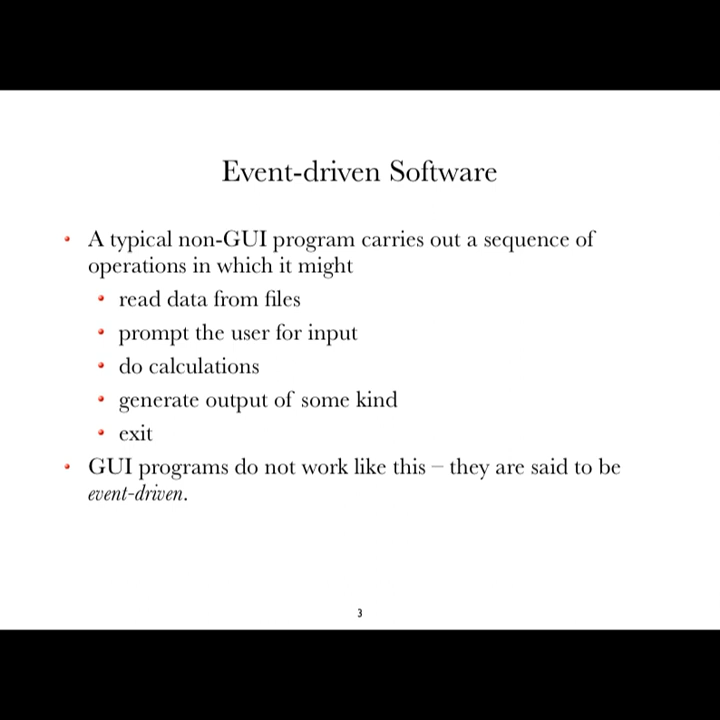 Event-driven Software
• A typical non-GUI program carries out a sequence of
operations in which it might
• read data from files
• prompt the user for input
• do calculations
• generate output of some kind
• exit
• GUI programs do not work like this – they are said to be
event-driven.
3